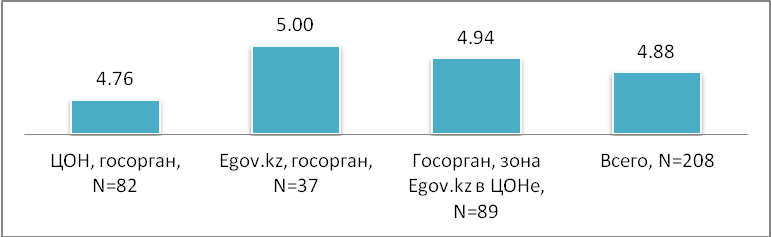 4.76
5.00
4.94
4.88
ЦОН, госорган,
N=82
Egov.kz, госорган,
N=37
Госорган, зона
Egov.kz в ЦОНе,
N=89
Всего, N=208